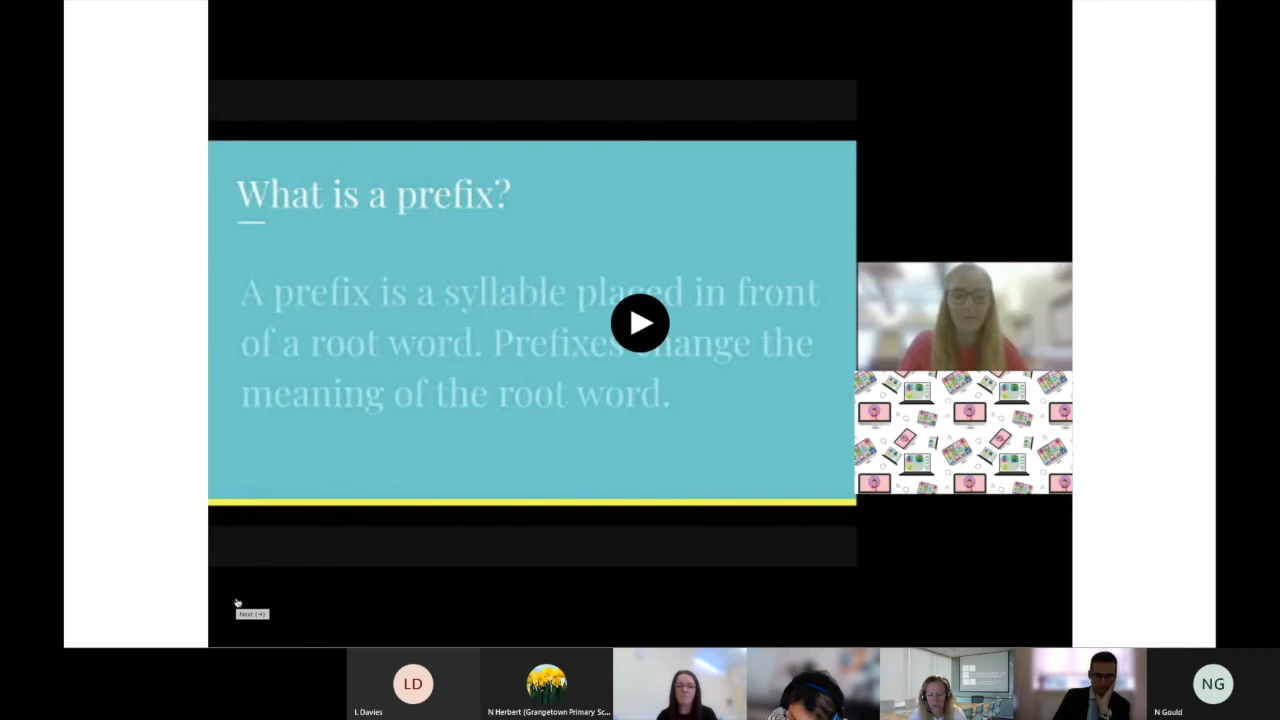 What is a prefix?
A prefix is a syllable placed in front
of a root word. Prefixes change the
meaning of the root word.
Next (→)
LD
L Davies
N Herbert (Grangetown Primary Sc...
NG
N Gould